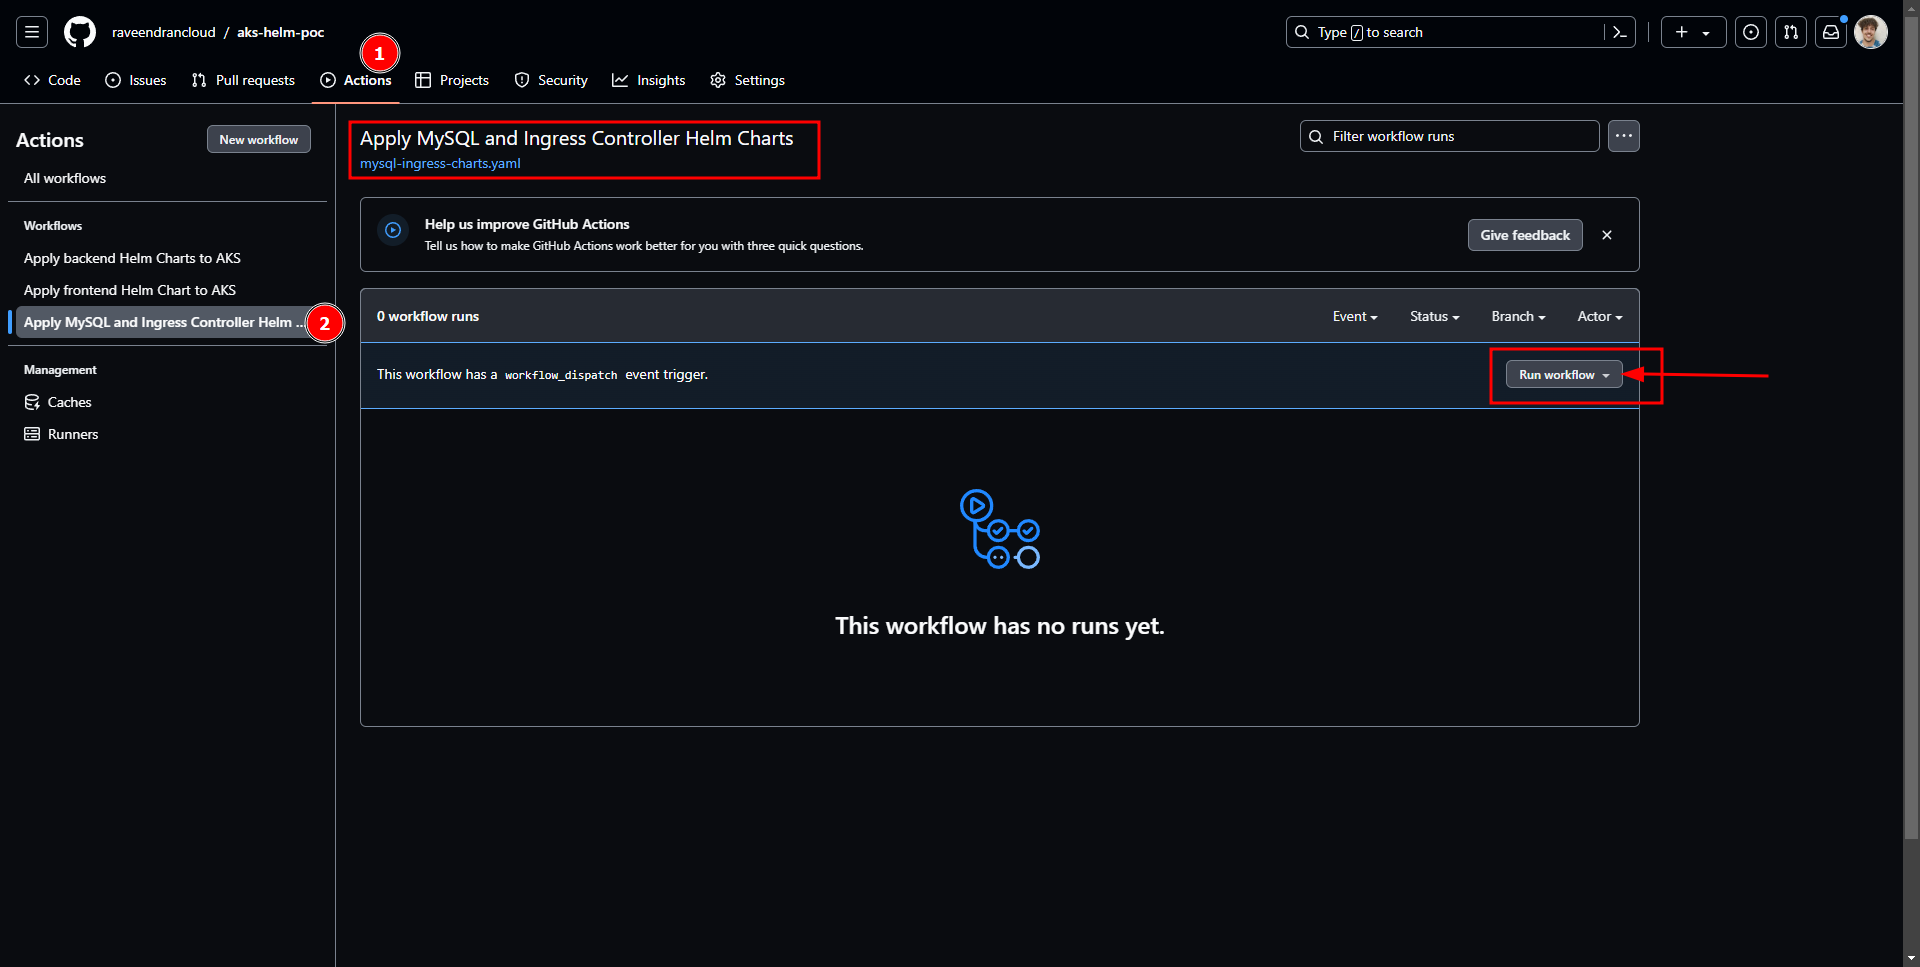 raveendrancloud / aks-helm-poc
Type / to search
1
Code Issues Pull requests Actions Projects Security Insights Settings
Actions
New workflow
All workflows
Workflows
Apply backend Helm Charts to AKS
Apply frontend Helm Chart to AKS
Apply MySQL and Ingress Controller Helm ...
2
Management
Caches
Runners
Apply MySQL and Ingress Controller Helm Charts
mysql-ingress-charts.yaml
Filter workflow runs
Help us improve GitHub Actions
Tell us how to make GitHub Actions work better for you with three quick questions.
Give feedback
0 workflow runs
Event Status Branch Actor
This workflow has a workflow_dispatch event trigger.
Run workflow
This workflow has no runs yet.